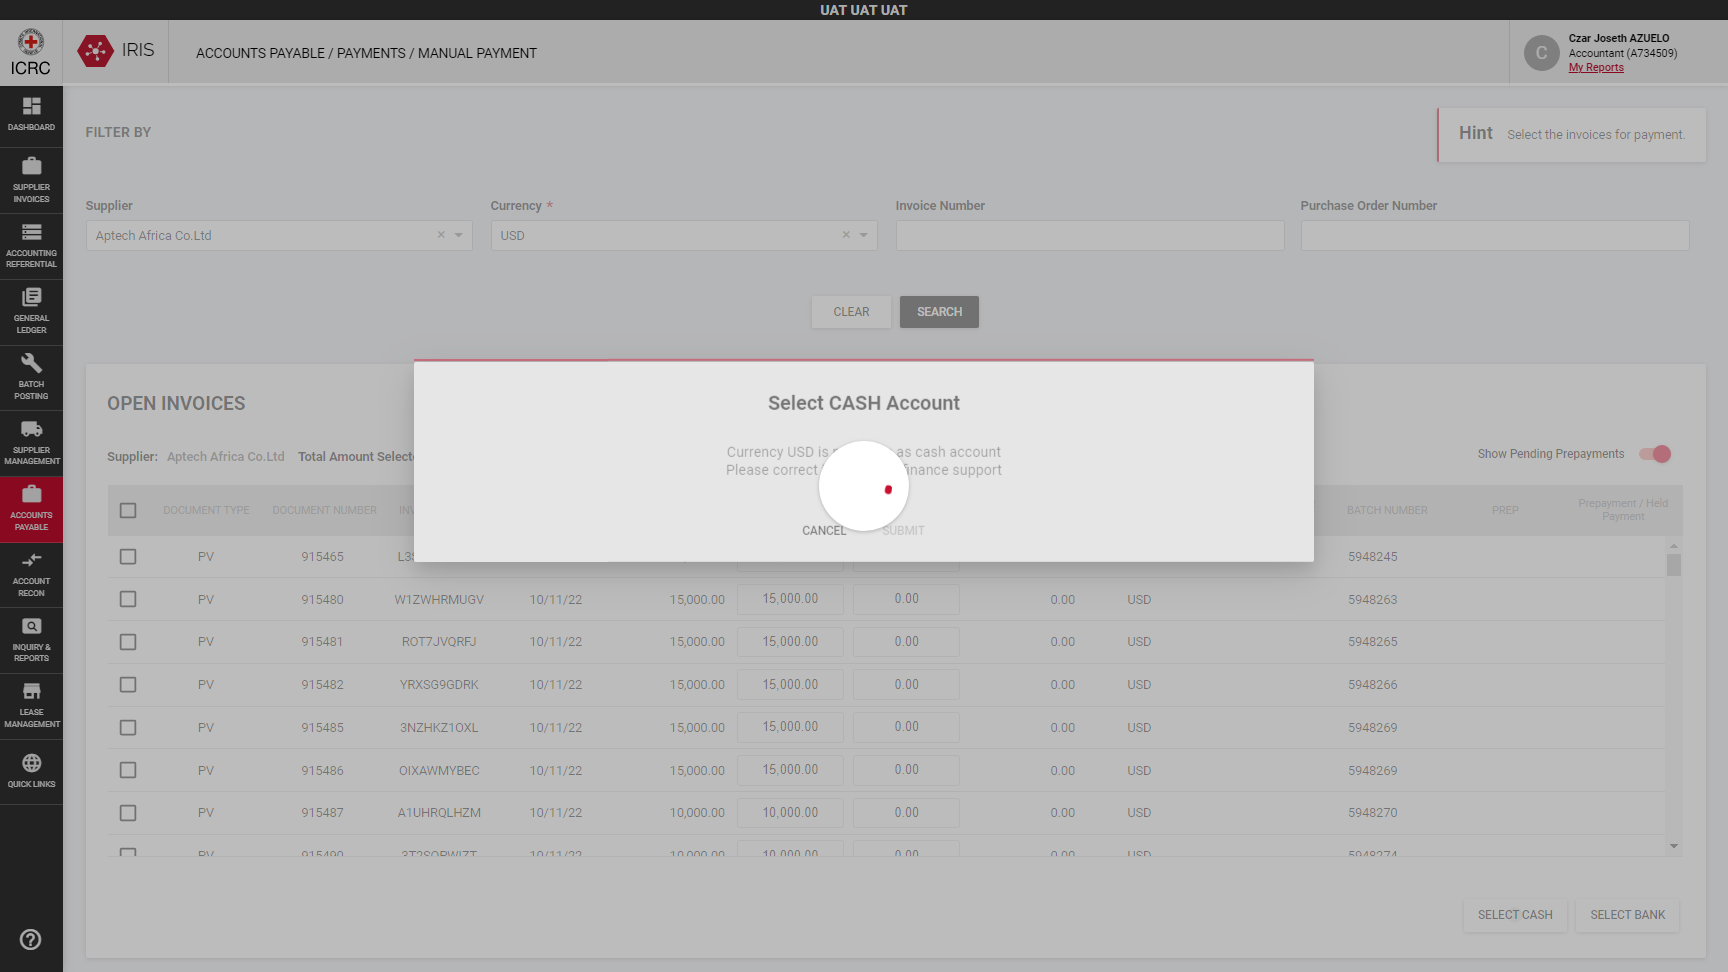 UAT UAT UAT
ICRC
IRIS
ACCOUNTS PAYABLE / PAYMENTS / MANUAL PAYMENT
C
Czar Joseth AZUELO
Accountant (A734509)
My Reports
DASHBOARD
SUPPLIER INVOICES
ACCOUNTING REFERENTIAL
GENERAL LEDGER
BATCH POSTING
SUPPLIER MANAGEMENT
ACCOUNTS PAYABLE
ACCOUNT RECON
INQUIRY & REPORTS
LEASE MANAGEMENT
QUICK LINKS
FILTER BY
Hint Select the invoices for payment.
Supplier Currency * Invoice Number Purchase Order Number
Aptech Africa Co.Ltd × USD ×
CLEAR SEARCH
Select CASH Account
Currency USD is as cash account
Please correct finance support
CANCEL SUBMIT
OPEN INVOICES
Supplier: Aptech Africa Co.Ltd Total Amount Show Pending Prepayments
DOCUMENT TYPE DOCUMENT NUMBER BATCH NUMBER PREP Prepayment / Held Payment
PV 915465 5948245
PV 915480 W1ZWHRMUGV 10/11/22 15,000.00 15,000.00 0.00 0.00 USD 5948263
PV 915481 ROT7JVQRFJ 10/11/22 15,000.00 15,000.00 0.00 0.00 USD 5948265
PV 915482 YRXSG9GDRK 10/11/22 15,000.00 15,000.00 0.00 0.00 USD 5948266
PV 915485 3NZHKZ1OXL 10/11/22 15,000.00 15,000.00 0.00 0.00 USD 5948269
PV 915486 OIXAWMYBEC 10/11/22 15,000.00 15,000.00 0.00 0.00 USD 5948269
PV 915487 A1UHRQLHZM 10/11/22 10,000.00 10,000.00 0.00 0.00 USD 5948270
PV 915490 10/11/22 10,000.00 10,000.00 0.00 0.00 USD 5948274
SELECT CASH SELECT BANK